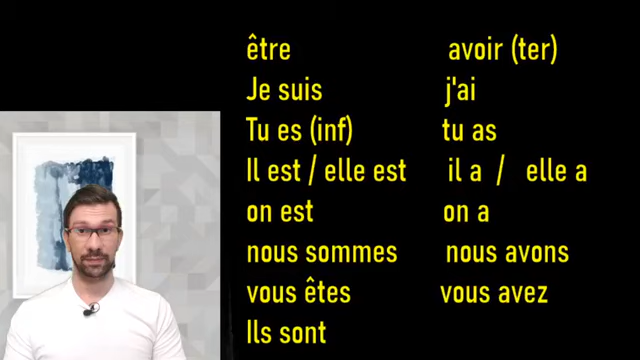 être avoir (ter)
Je suis j'ai
Tu es (inf) tu as
Il est / elle est il a / elle a
on est on a
nous sommes nous avons
vous êtes vous avez
Ils sont